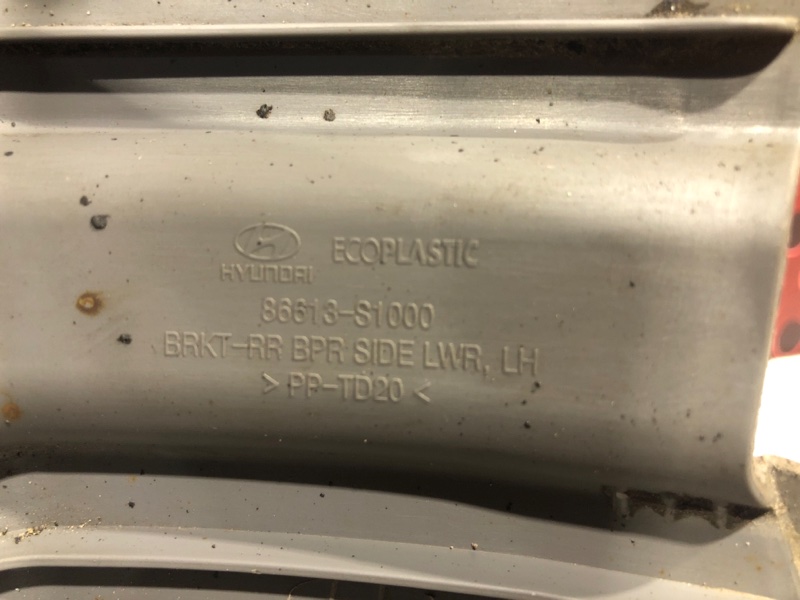 HYUNDAI ECOPLASTIC
86613-S1000
BRKT-RR BPR SIDE LWR, LH
> PP-TD20 <